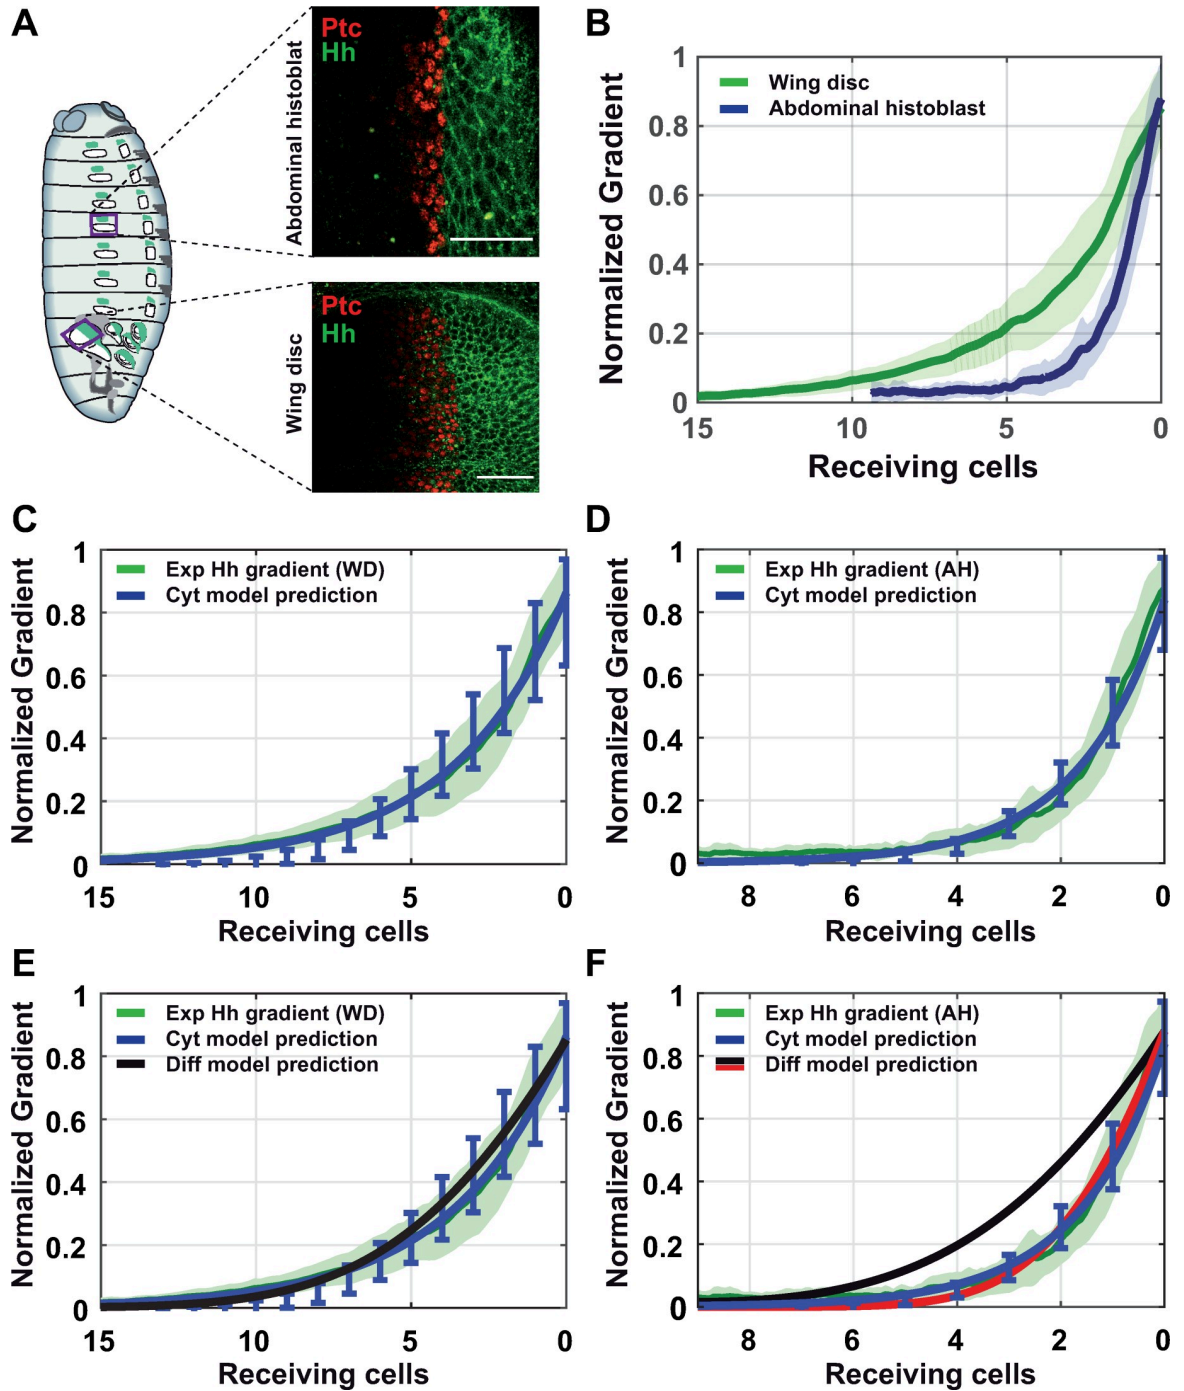 A
Abdominal histoblat
Ptc
Hh
Wing disc
Ptc
Hh
B
Normalized Gradient
1
0.8
0.6
0.4
0.2
0
Wing disc
Abdominal histoblast
15 10 5 0
Receiving cells
C
Normalized Gradient
1
0.8
0.6
0.4
0.2
0
Exp Hh gradient (WD)
Cyt model prediction
15 10 5 0
Receiving cells
D
Normalized Gradient
1
0.8
0.6
0.4
0.2
0
Exp Hh gradient (AH)
Cyt model prediction
8 6 4 2 0
Receiving cells
E
Normalized Gradient
1
0.8
0.6
0.4
0.2
0
Exp Hh gradient (WD)
Cyt model prediction
Diff model prediction
15 10 5 0
Receiving cells
F
Normalized Gradient
1
0.8
0.6
0.4
0.2
0
Exp Hh gradient (AH)
Cyt model prediction
Diff model prediction
8 6 4 2 0
Receiving cells